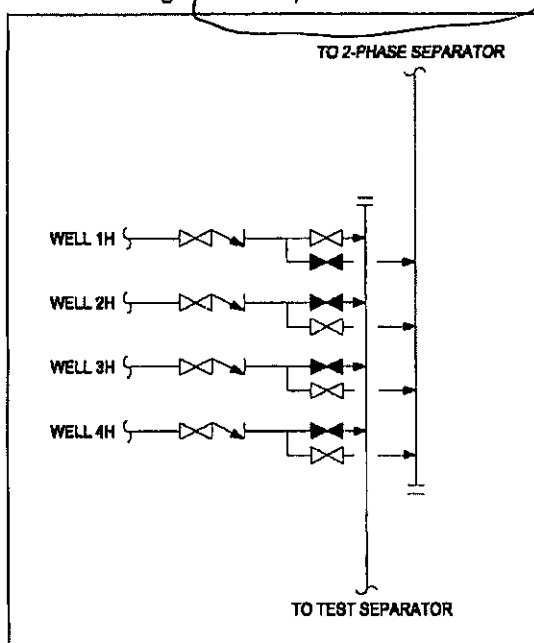 TO 2-PHASE SEPARATOR
WELL 1H
WELL 2H
WELL 3H
WELL 4H
TO TEST SEPARATOR